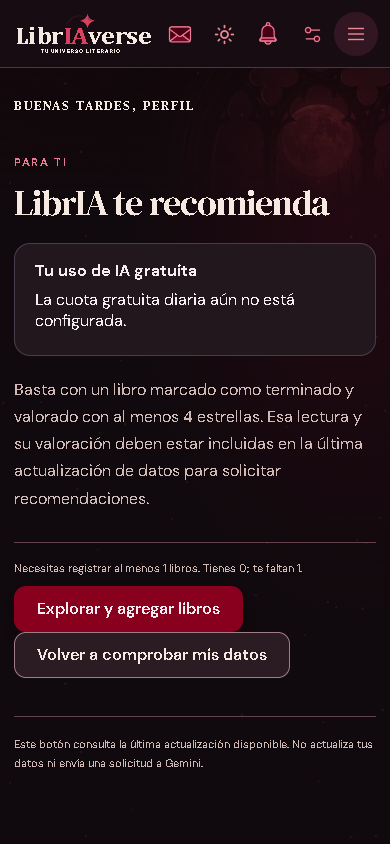 LibrIAverse
TU UNIVERSO LITERARIO
BUENAS TARDES, PERFIL
PARA TI
LibrIA te recomienda
Tu uso de IA gratuita
La cuota gratuita diaria aún no está
configurada.
Basta con un libro marcado como terminado y
valorado con al menos 4 estrellas. Esa lectura y
su valoración deben estar incluidas en la última
actualización de datos para solicitar
recomendaciones.
Necesitas registrar al menos 1 libros. Tienes 0; te faltan 1.
Explorar y agregar libros
Volver a comprobar mis datos
Este botón consulta la última actualización disponible. No actualiza tus
datos ni envía una solicitud a Gemini.